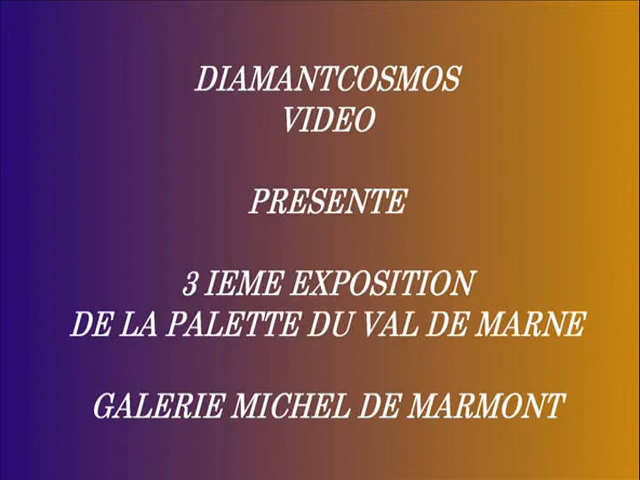 DIAMANTCOSMOS
VIDEO
PRESENTE
3 IEME EXPOSITION
DE LA PALETTE DU VAL DE MARNE
GALERIE MICHEL DE MARMONT